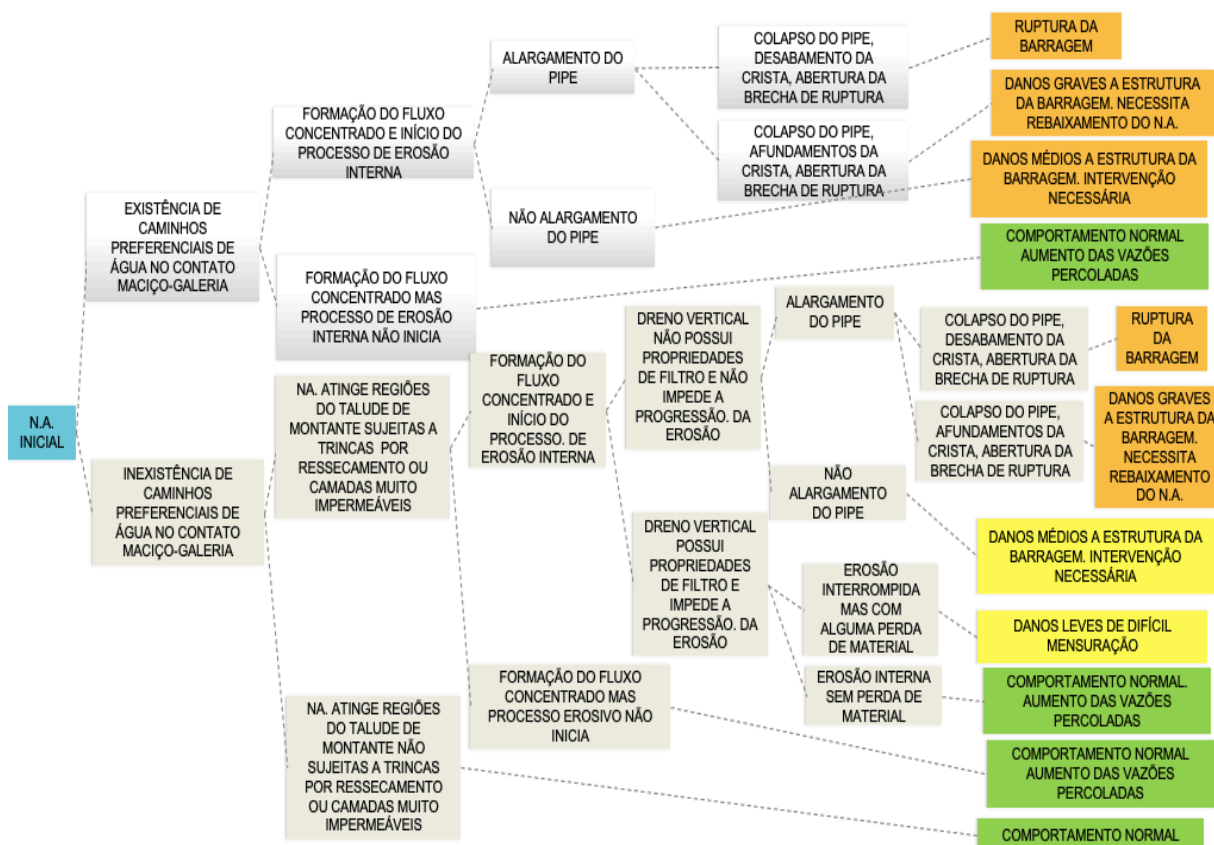 RUPTURA DA
BARRAGEM
COLAPSO DO PIPE,
DESABAMENTO DA
CRISTA, ABERTURA DA
BRECHA DE RUPTURA
ALARGAMENTO DO
PIPE
DANOS GRAVES A ESTRUTURA
DA BARRAGEM. NECESSITA
REBAIXAMENTO DO N.A.
FORMAÇÃO DO FLUXO
CONCENTRADO E INÍCIO DO
PROCESSO DE EROSÃO
INTERNA
COLAPSO DO PIPE,
AFUNDAMENTOS DA
CRISTA, ABERTURA DA
BRECHA DE RUPTURA
DANOS MÉDIOS A ESTRUTURA DA
BARRAGEM. INTERVENÇÃO
NECESSÁRIA
EXISTÊNCIA DE
CAMINHOS
PREFERENCIAIS DE
ÁGUA NO CONTATO
MACIÇO-GALERIA
NÃO ALARGAMENTO
DO PIPE
COMPORTAMENTO NORMAL
AUMENTO DAS VAZÕES
PERCOLADAS
FORMAÇÃO DO FLUXO
CONCENTRADO MAS
PROCESSO DE EROSÃO
INTERNA NÃO INICIA
ALARGAMENTO
DO PIPE
DRENO VERTICAL
NÃO POSSUI
PROPRIEDADES
DE FILTRO E NÃO
IMPEDE A
PROGRESSÃO. DA
EROSÃO
COLAPSO DO PIPE,
DESABAMENTO DA
CRISTA, ABERTURA DA
BRECHA DE RUPTURA
RUPTURA
DA
BARRAGEM
FORMAÇÃO DO
FLUXO
CONCENTRADO E
INÍCIO DO
PROCESSO. DE
EROSÃO INTERNA
N.A.
INICIAL
NA. ATINGE REGIÕES
DO TALUDE DE
MONTANTE SUJEITAS A
TRINCAS POR
RESSECAMENTO OU
CAMADAS MUITO
IMPERMEÁVEIS
COLAPSO DO PIPE,
AFUNDAMENTOS DA
CRISTA, ABERTURA DA
BRECHA DE RUPTURA
DANOS GRAVES
A ESTRUTURA DA
BARRAGEM.
NECESSITA
REBAIXAMENTO
DO N.A.
INEXISTÊNCIA DE
CAMINHOS
PREFERENCIAIS DE
ÁGUA NO CONTATO
MACIÇO-GALERIA
NÃO
ALARGAMENTO
DO PIPE
DRENO VERTICAL
POSSUI
PROPRIEDADES
DE FILTRO E
IMPEDE A
PROGRESSÃO. DA
EROSÃO
DANOS MÉDIOS A ESTRUTURA DA
BARRAGEM. INTERVENÇÃO
NECESSÁRIA
EROSÃO
INTERROMPIDA
MAS COM
ALGUMA PERDA
DE MATERIAL
DANOS LEVES DE DIFÍCIL
MENSURAÇÃO
FORMAÇÃO DO FLUXO
CONCENTRADO MAS
PROCESSO EROSIVO NÃO
INICIA
EROSÃO INTERNA
SEM PERDA DE
MATERIAL
COMPORTAMENTO NORMAL.
AUMENTO DAS VAZÕES
PERCOLADAS
NA. ATINGE REGIÕES
DO TALUDE DE
MONTANTE NÃO
SUJEITAS A TRINCAS
POR RESSECAMENTO
OU CAMADAS MUITO
IMPERMEÁVEIS
COMPORTAMENTO NORMAL
AUMENTO DAS VAZÕES
PERCOLADAS
COMPORTAMENTO NORMAL